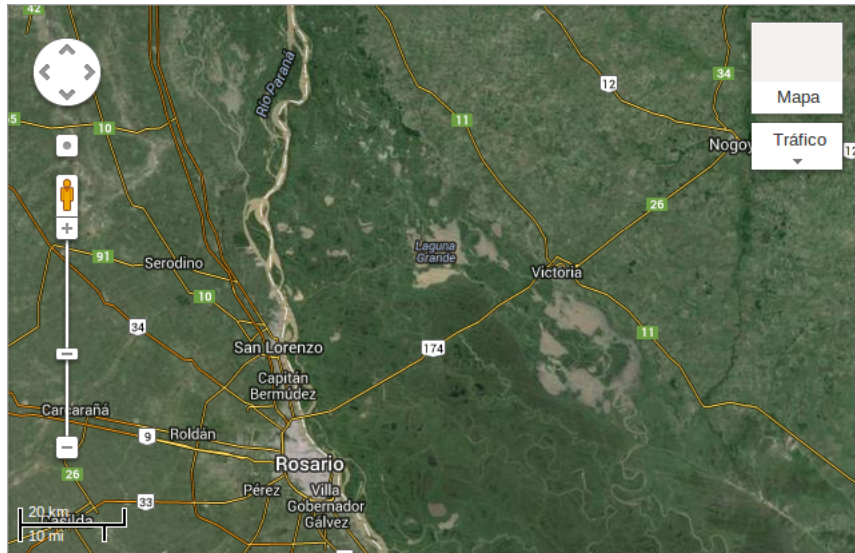 42
Río Paraná
12
34
Mapa
11
10
Nogoy
12
Tráfico
26
Laguna
Grande
91
Serodino
Victoria
10
34
11
San Lorenzo
174
Capitán
Bermúdez
Carcarañá
Roldán
9
Rosario
26
Pérez
Villa
Gobernador
Gálvez
33
20 km
Casilda
10 mi